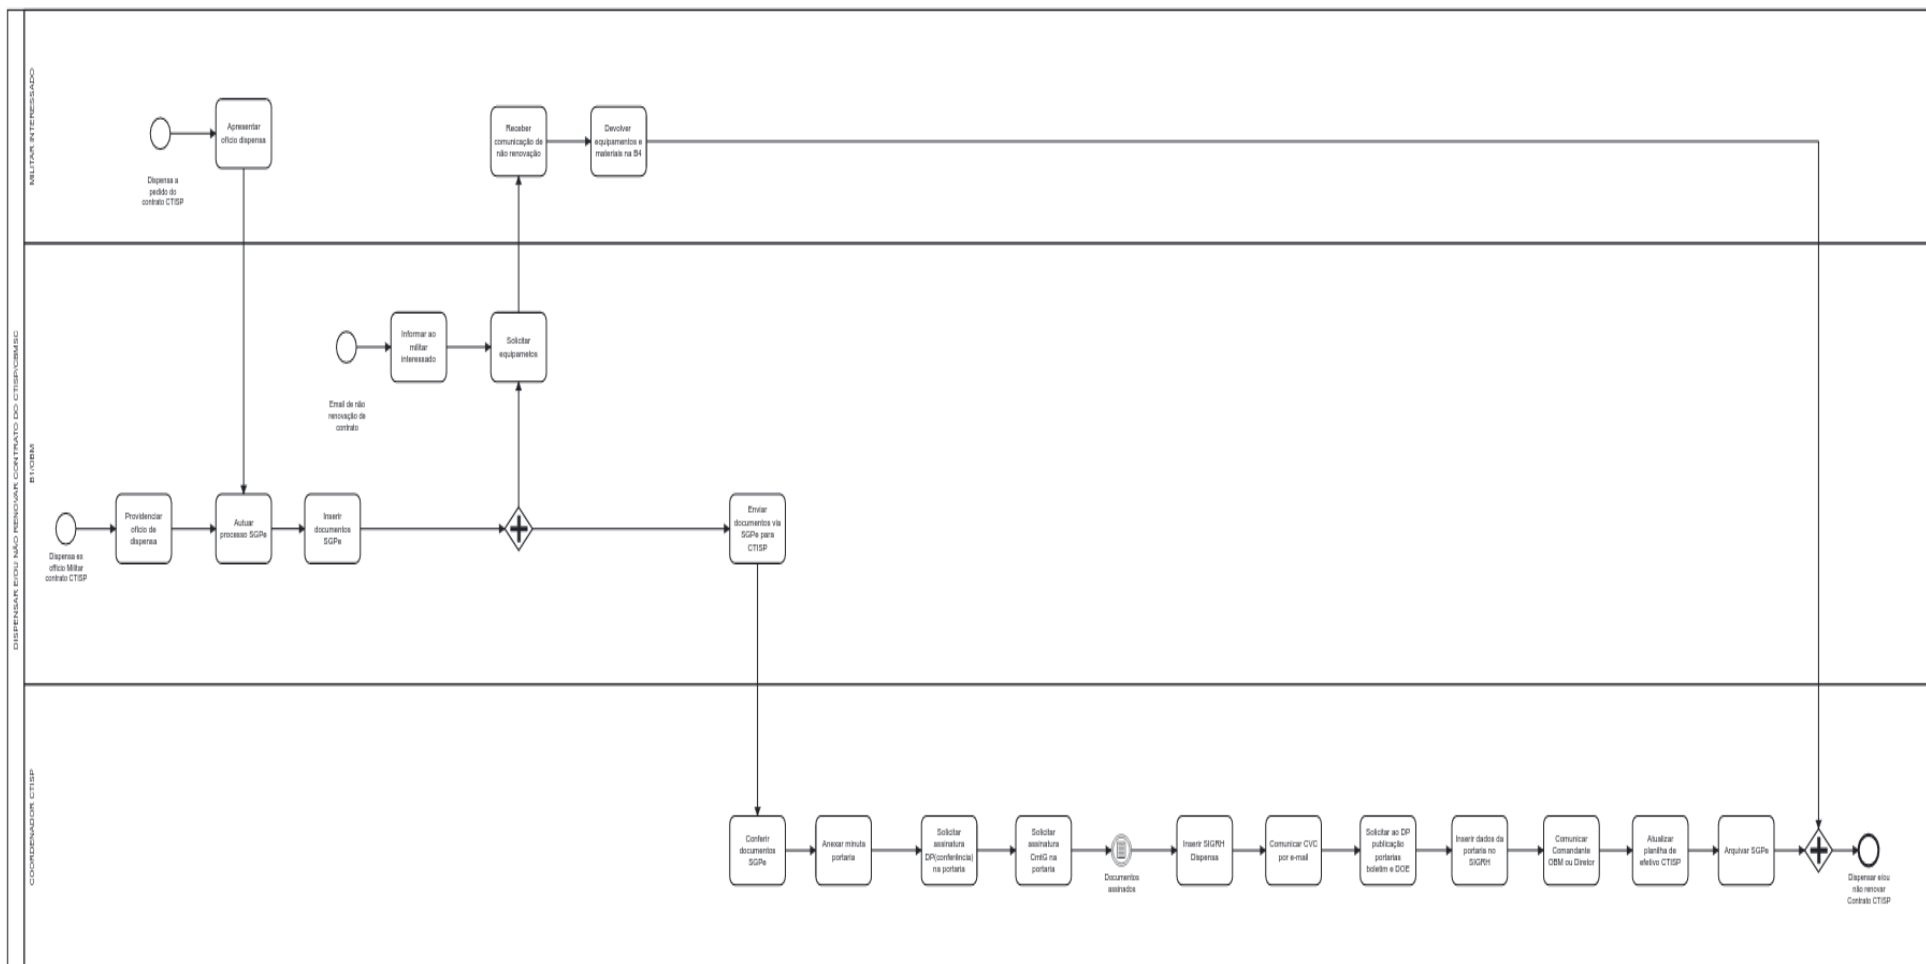 DISPENSAR E/OU NÃO RENOVAR CONTRATO DO CTISP/CBMSC
MILITAR INTERESSADO
Dispensa a
pedido do
contrato CTISP
Apresentar
ofício dispensa
Receber
comunicação de
não renovação
Devolver
equipamentos e
materiais na B4
B1/OBM
Email de não
renovação de
contrato
Informar ao
militar
interessado
Solicitar
equipametos
Dispensa ex
offício Militar
contrato CTISP
Providenciar
ofício de
dispensa
Autuar
processo SGPe
Inserir
documentos
SGPe
Enviar
documentos via
SGPe para
CTISP
COORDENADOR CTISP
Conferir
documentos
SGPe
Anexar minuta
portaria
Solicitar
assinatura
DP(conferência)
na portaria
Solicitar
assinatura
CmtG na
portaria
Documentos
assinados
Inserir SIGRH
Dispensa
Comunicar CVC
por e-mail
Solicitar ao DP
publicação
portarias
boletim e DOE
Inserir dados da
portaria no
SIGRH
Comunicar
Comandante
OBM ou Diretor
Atualizar
planilha de
efetivo CTISP
Arquivar SGPe
Dispensar e/ou
não renovar
Contrato CTISP